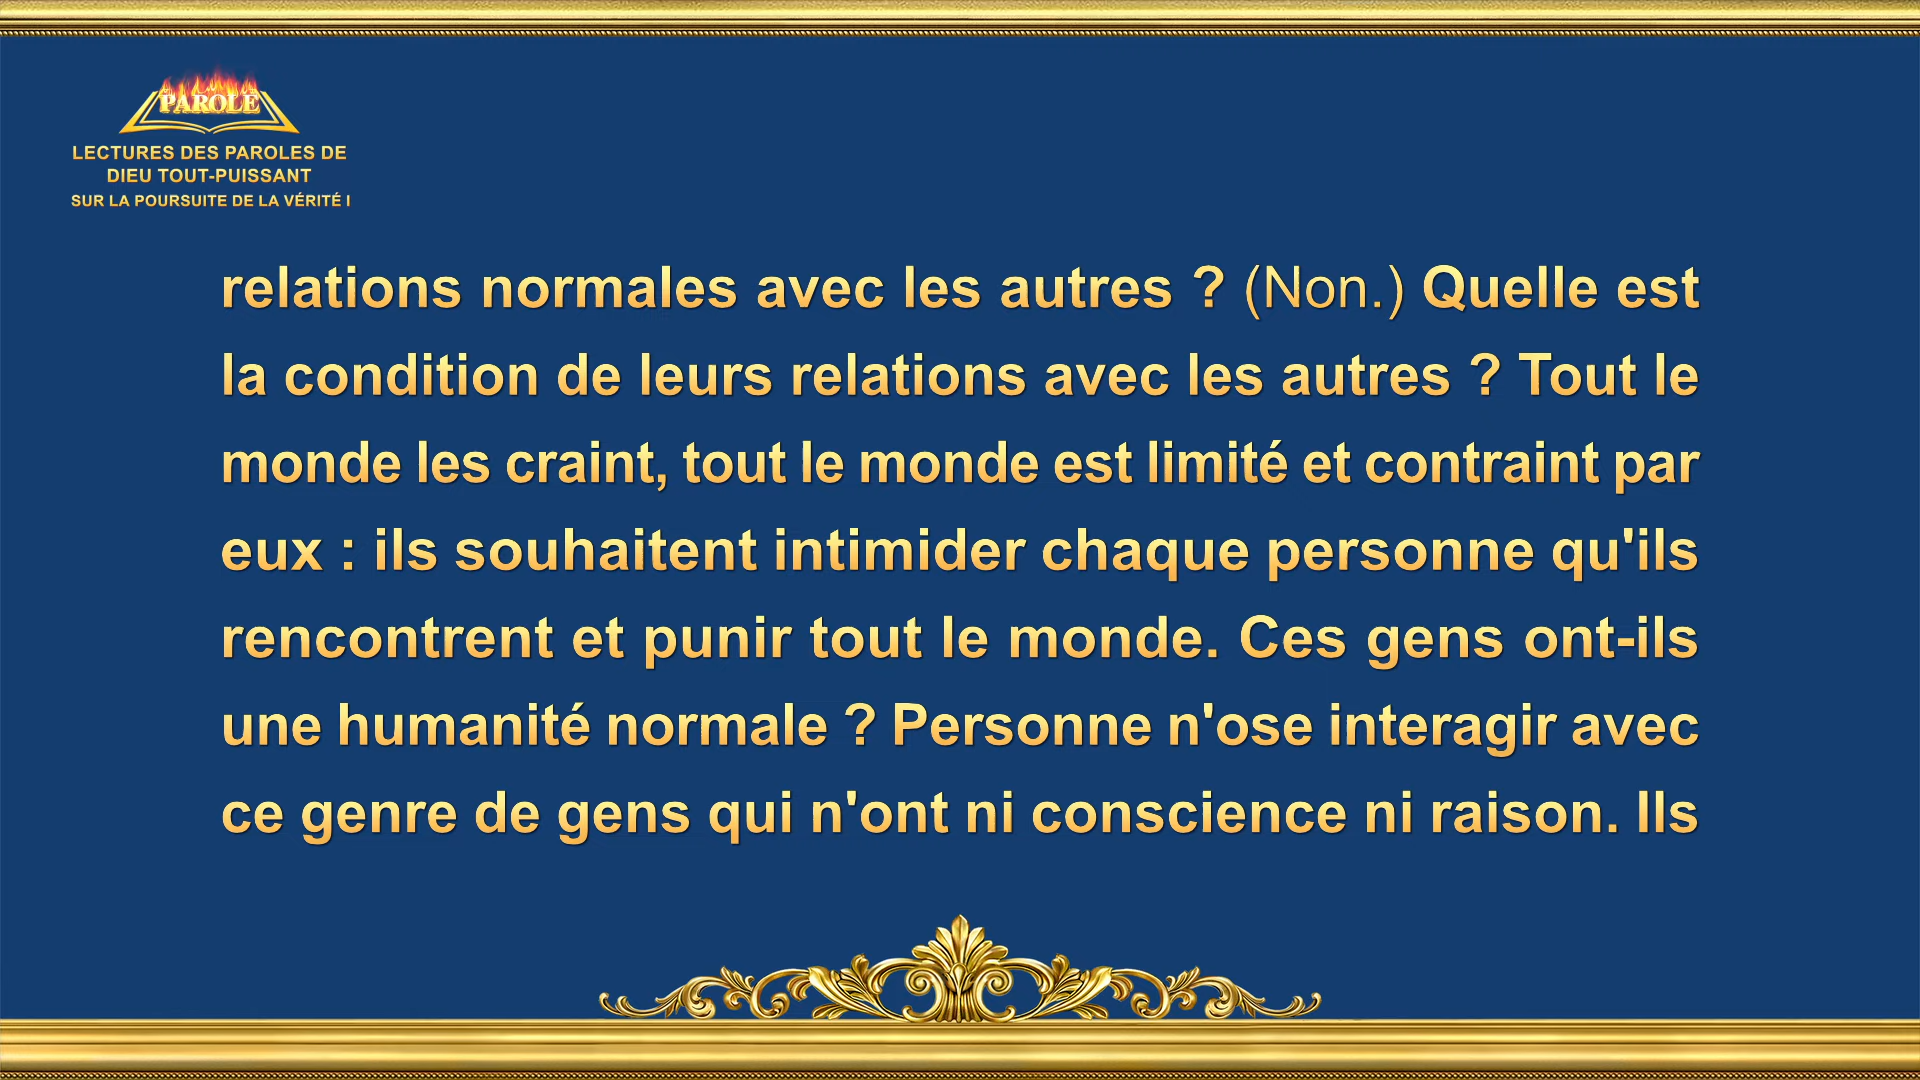 PAROLE
LECTURES DES PAROLES DE
DIEU TOUT-PUISSANT
SUR LA POURSUITE DE LA VÉRITÉ I
relations normales avec les autres ? (Non.) Quelle est
la condition de leurs relations avec les autres ? Tout le
monde les craint, tout le monde est limité et contraint par
eux : ils souhaitent intimider chaque personne qu'ils
rencontrent et punir tout le monde. Ces gens ont-ils
une humanité normale ? Personne n'ose interagir avec
ce genre de gens qui n'ont ni conscience ni raison. Ils